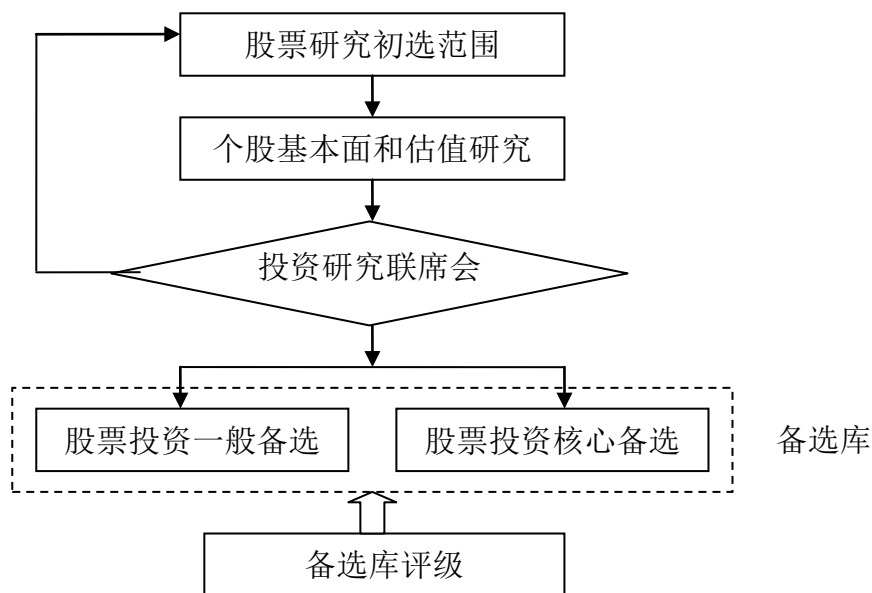 股票研究初选范围
个股基本面和估值研究
投资研究联席会
股票投资一般备选
股票投资核心备选
备选库
备选库评级